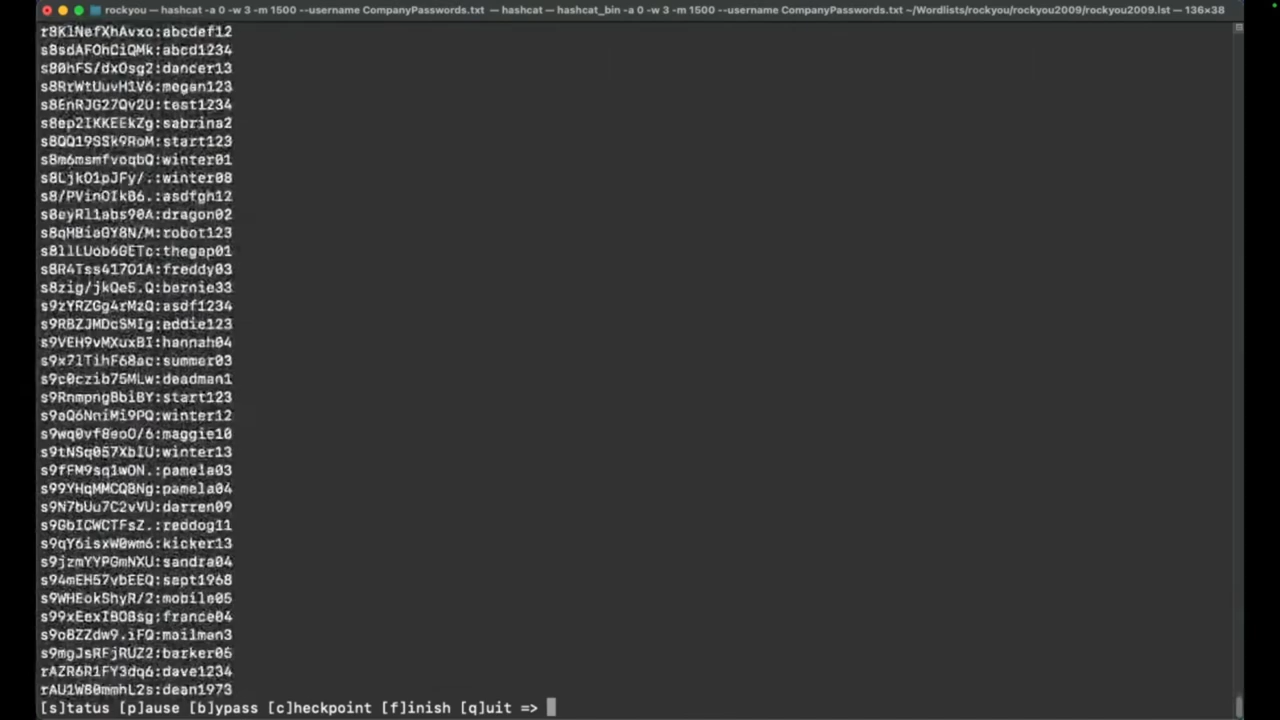 rockyou — hashcat -a 0 -w 3 -m 1500 --username CompanyPasswords.txt — hashcat • hashcat_bin -a 0 -w 3 -m 1500 --username CompanyPasswords.txt ~/Wordlists/rockyou/rockyou2009/rockyou2009.lst — 136×38
r8KlNefXhAvxo:abcdef12
s8sdAFOhCiQMk:abcd1234
s80hFS/dxOsg2:dancer13
s8RrWtUuvH1V6:megan123
s8EnRJG27Qv2U:test1234
s8ep2IKKEEkZg:sabrina2
s8QQ19SSk9RoM:start123
s8m6msmfvoqbQ:winter01
s8LjkO1pJFy/.:winter08
s8/PVinOIkB6.:asdfgh12
s8eyRl1abs90A:dragon02
s8qMBiaGY8N/M:robot123
s8llLUob6GETc:thegap01
s8R4Tss417O1A:freddy03
s8zig/jkQe5.Q:bernie33
s9zYRZGg4rMzQ:asdf1234
s9RBZJMDcSMIg:eddie123
s9VEH9vMXuxBI:hannah04
s9x7lTihF68ac:summer03
s9c0czib75MLw:deadman1
s9RnmpngBbiBY:start123
s9aQ6NniMi9PQ:winter12
s9wq0vf8eoO/6:maggie10
s9tNSq057XbIU:winter13
s9fFM9sq1wON.:pamela03
s99YHqMMCQ8Ng:pamela04
s9N7bUu7C2vVU:darren09
s9GbICWCTFsZ.:reddog11
s9qY6isxW0wm6:kicker13
s9jzmYYPGmNXU:sandra04
s94mEH57vbEEQ:sept1968
s9WHEokShyR/2:mobile05
s99xEexIBOBsg:france04
s9oBZZdw9.iFQ:mailman3
s9mgJsRFjRUZ2:barker05
rAZR6R1FY3dq6:dave1234
rAU1W80mmhL2s:dean1973
[s]tatus [p]ause [b]ypass [c]heckpoint [f]inish [q]uit =>